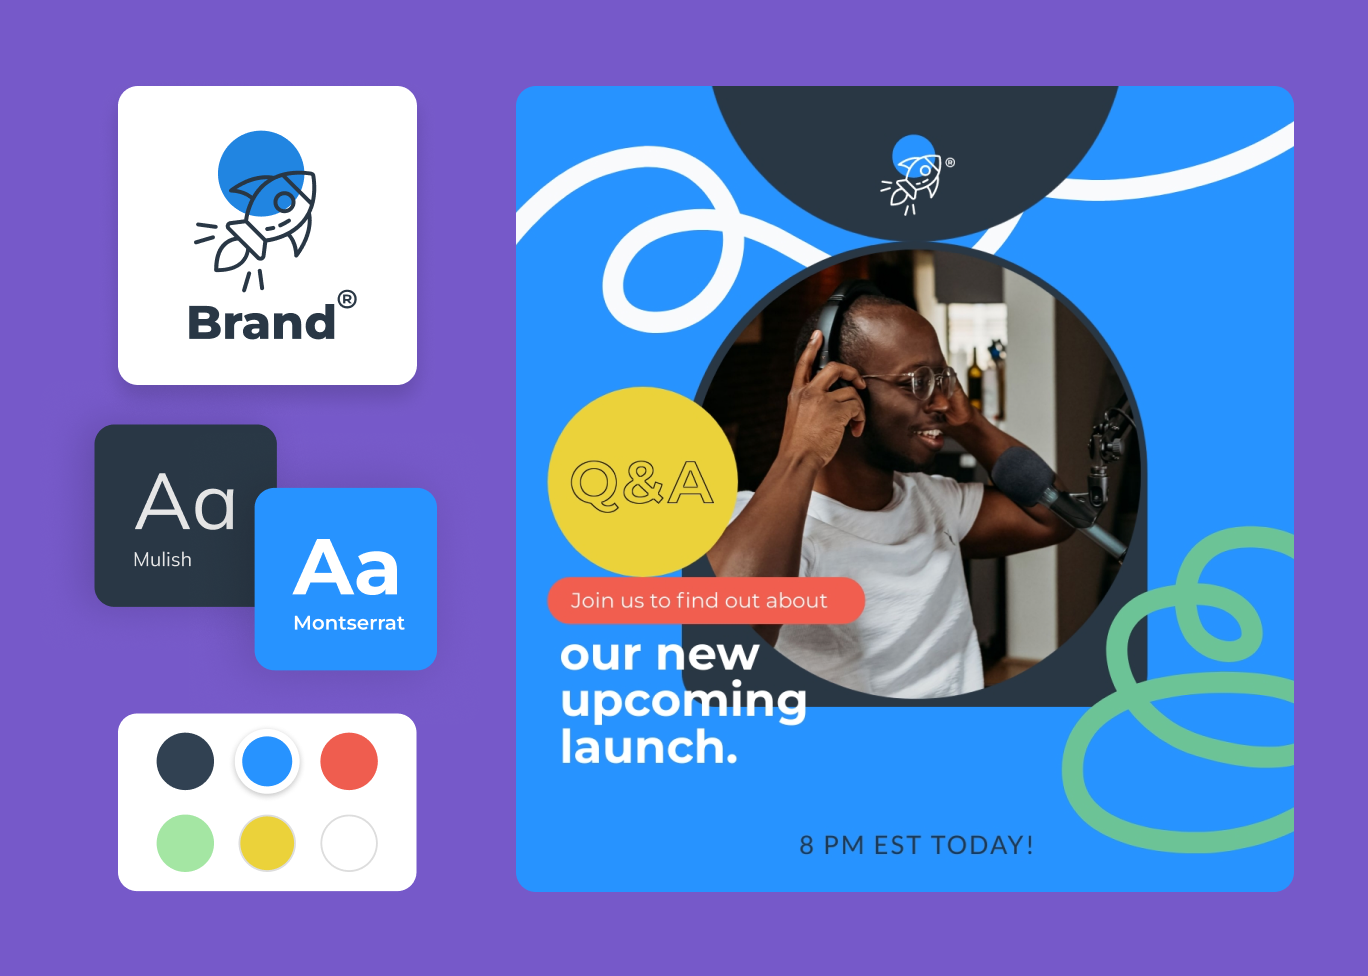 Brand®
Aa
Mulish
Aa
Montserrat
®
Q&A
Join us to find out about
our new
upcoming
launch.
8 PM EST TODAY!